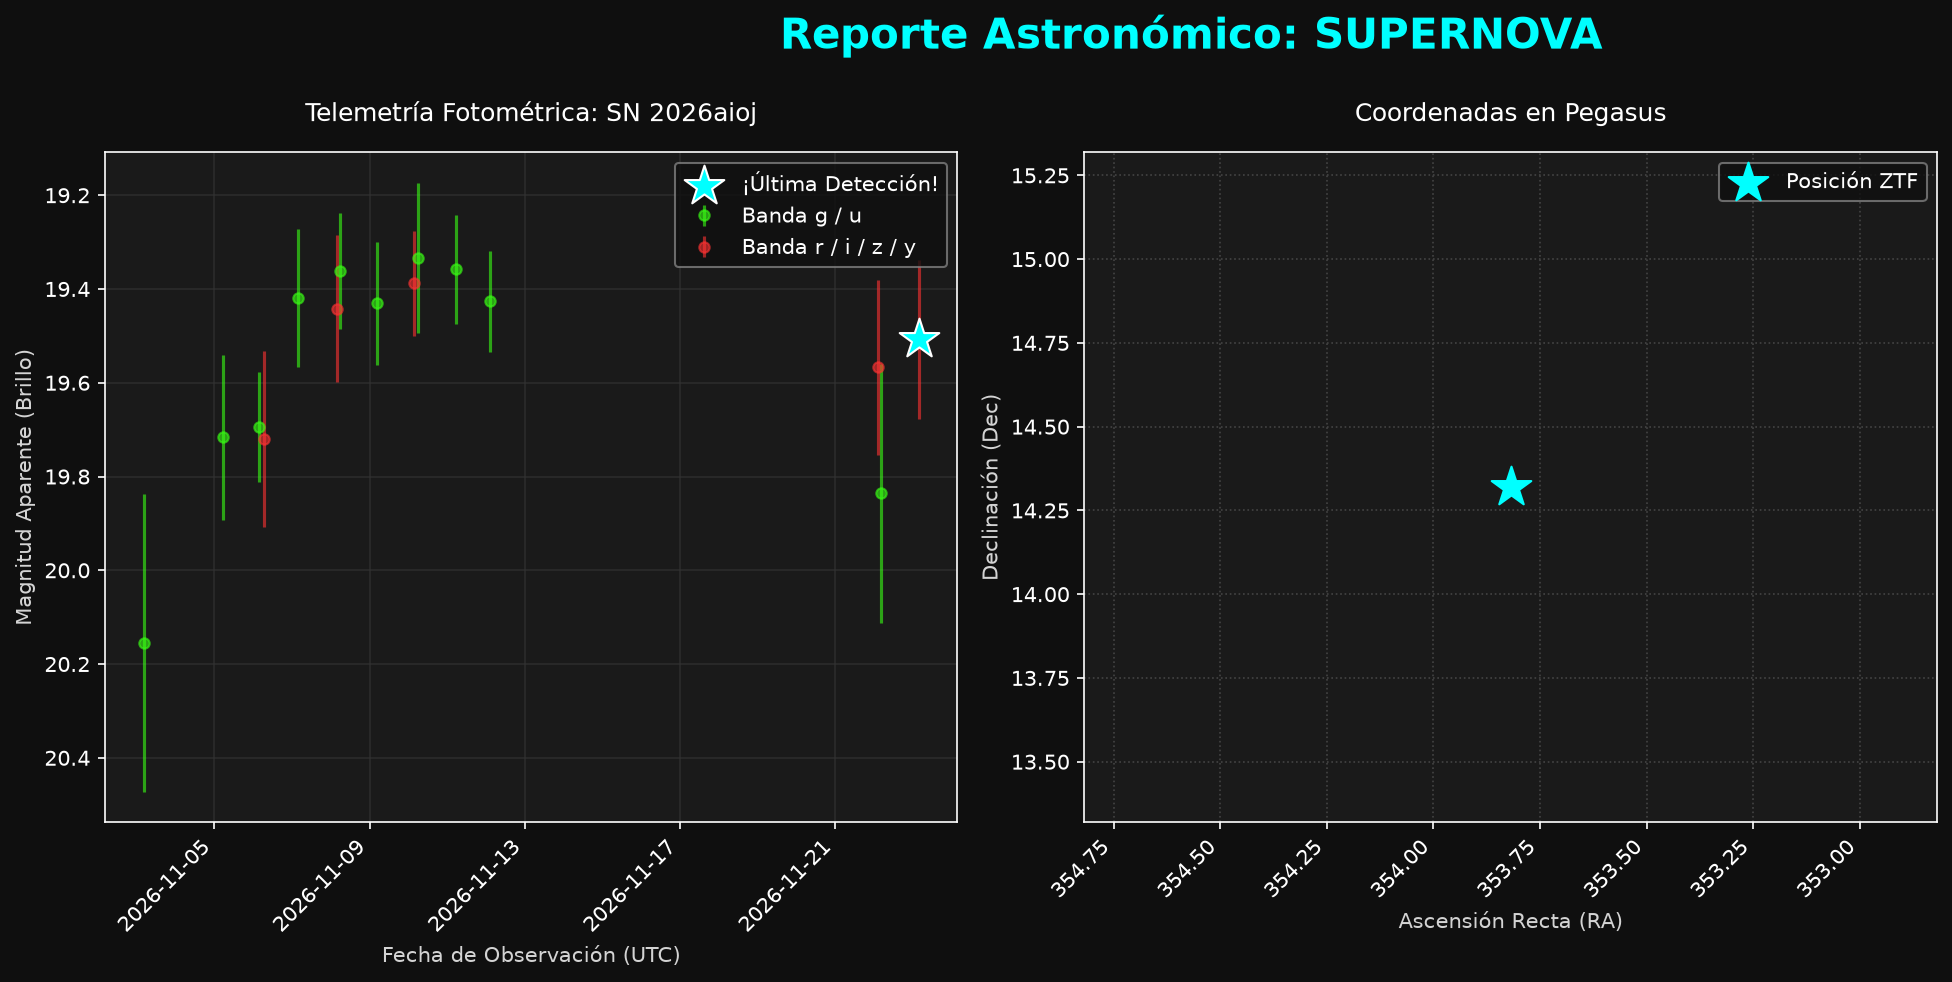 Reporte Astronómico: SUPERNOVA
Telemetría Fotométrica: SN 2026aioj
¡Última Detección!
Banda g / u
Banda r / i / z / y
Magnitud Aparente (Brillo)
19.2
19.4
19.6
19.8
20.0
20.2
20.4
2026-11-05
2026-11-09
2026-11-13
2026-11-17
2026-11-21
Fecha de Observación (UTC)
Coordenadas en Pegasus
Posición ZTF
Declinación (Dec)
15.25
15.00
14.75
14.50
14.25
14.00
13.75
13.50
354.75
354.50
354.25
354.00
353.75
353.50
353.25
353.00
Ascensión Recta (RA)